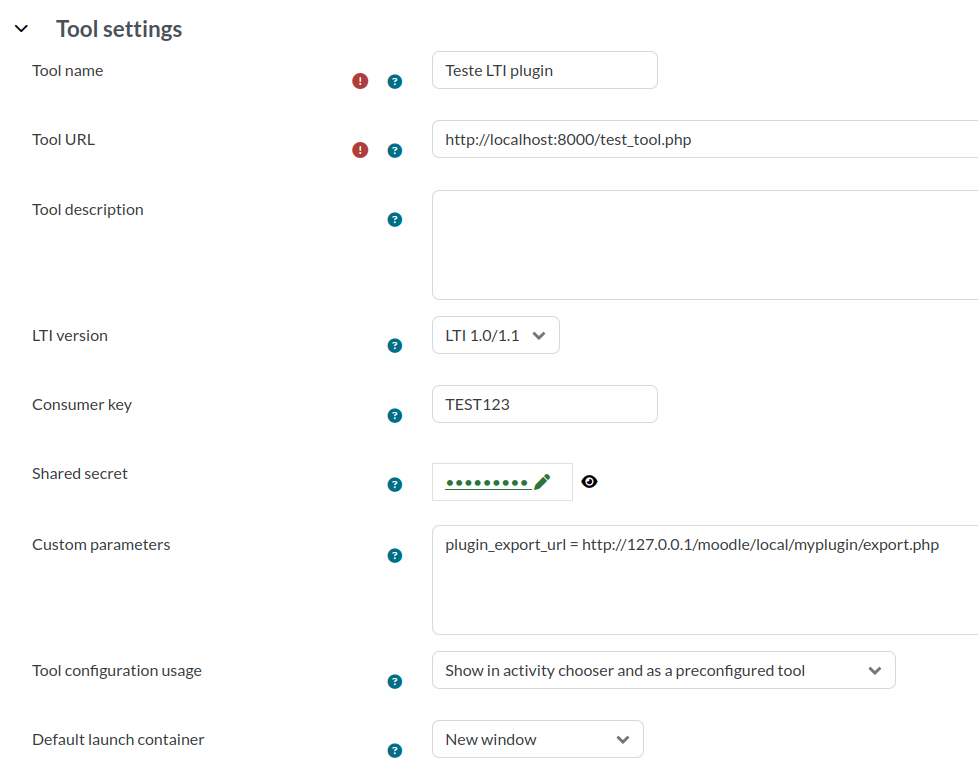 Tool settings
Tool name
Teste LTI plugin
Tool URL
http://localhost:8000/test_tool.php
Tool description
LTI version
LTI 1.0/1.1
Consumer key
TEST123
Shared secret
•••••••••
Custom parameters
plugin_export_url = http://127.0.0.1/moodle/local/myplugin/export.php
Tool configuration usage
Show in activity chooser and as a preconfigured tool
Default launch container
New window